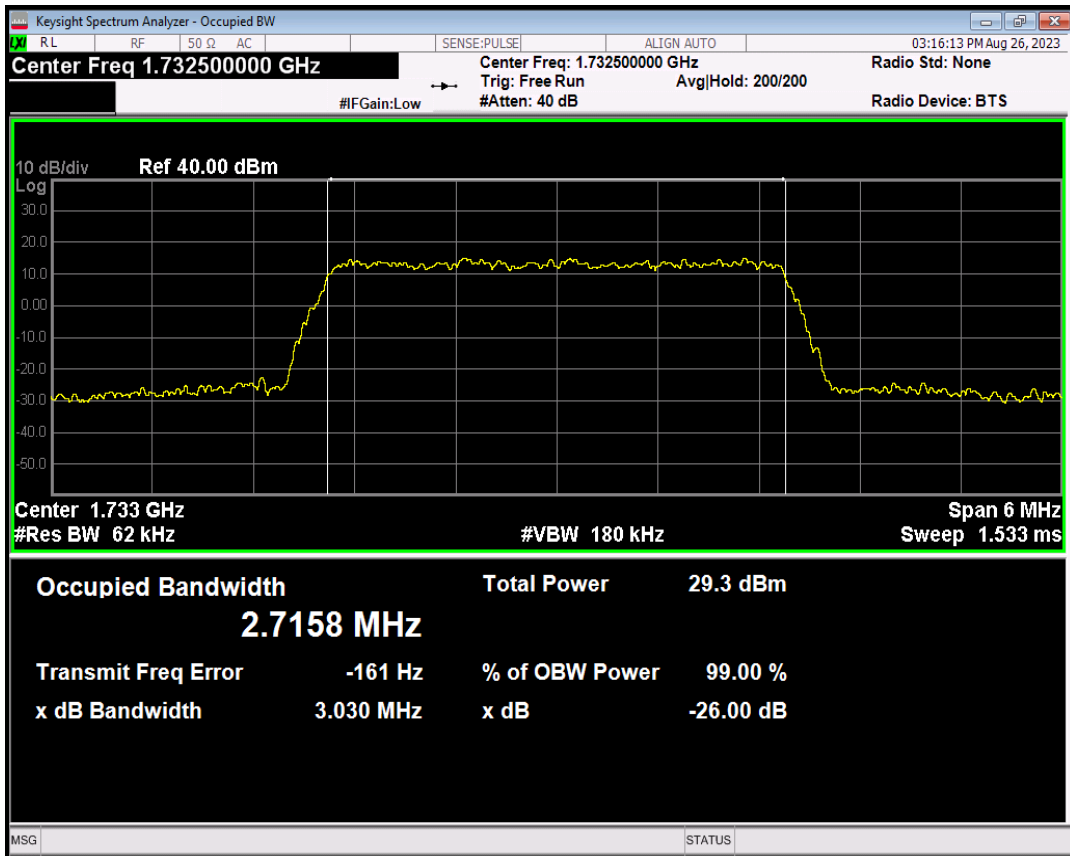 Keysight Spectrum Analyzer - Occupied BW
LXI RL RF 50 Ω AC SENSE:PULSE ALIGN AUTO 03:16:13 PM Aug 26, 2023
Center Freq 1.732500000 GHz Center Freq: 1.732500000 GHz Radio Std: None
Trig: Free Run Avg|Hold: 200/200
#IFGain:Low #Atten: 40 dB Radio Device: BTS
10 dB/div Ref 40.00 dBm
Log
30.0
20.0
10.0
0.00
-10.0
-20.0
-30.0
-40.0
-50.0
Center 1.733 GHz Span 6 MHz
#Res BW 62 kHz #VBW 180 kHz Sweep 1.533 ms
Occupied Bandwidth Total Power 29.3 dBm
2.7158 MHz
Transmit Freq Error -161 Hz % of OBW Power 99.00 %
x dB Bandwidth 3.030 MHz x dB -26.00 dB
MSG STATUS